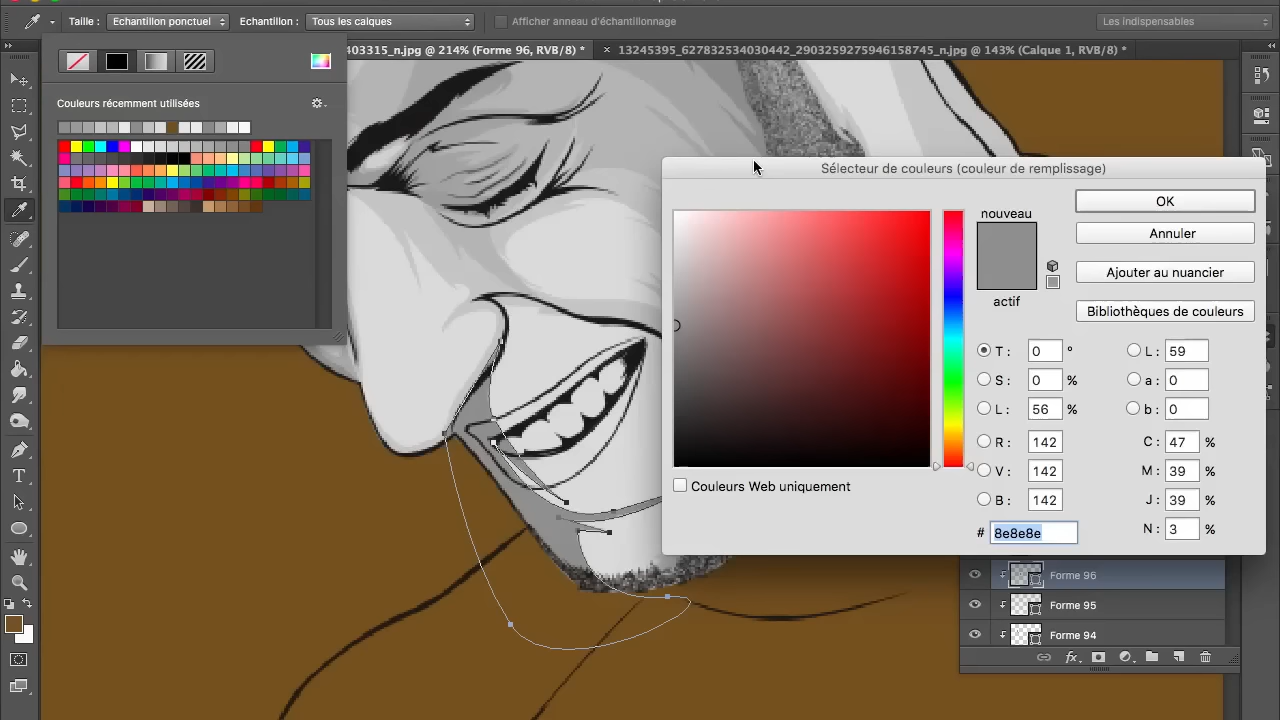 Taille : Echantillon ponctuel Echantillon : Tous les calques Afficher anneau d'échantillonnage Les indispensables
403315_n.jpg @ 214% (Forme 96, RVB/8) * × 13245395_627832534030442_2903259275946158745_n.jpg @ 143% (Calque 1, RVB/8) *
Couleurs récemment utilisées
Sélecteur de couleurs (couleur de remplissage)
nouveau
actif
OK
Annuler
Ajouter au nuancier
Bibliothèques de couleurs
T : 0 ° L : 59
S : 0 % a : 0
L : 56 % b : 0
R : 142 C : 47 %
V : 142 M : 39 %
B : 142 J : 39 %
# 8e8e8e N : 3 %
Couleurs Web uniquement
Forme 96
Forme 95
Forme 94
fx